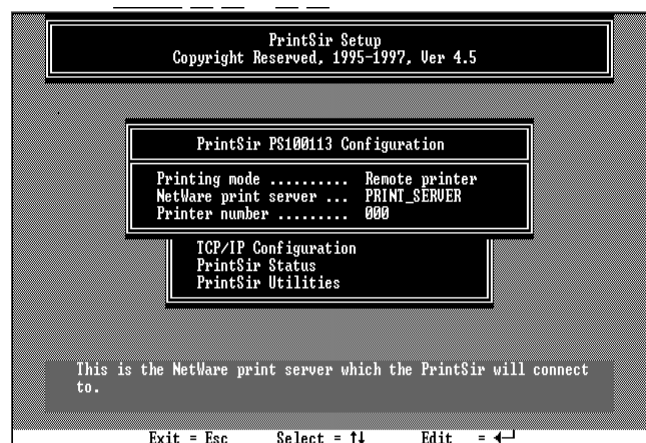 PrintSir Setup
Copyright Reserved, 1995-1997, Ver 4.5
PrintSir PS100113 Configuration
Printing mode .......... Remote printer
NetWare print server ... PRINT_SERVER
Printer number ......... 000
TCP/IP Configuration
PrintSir Status
PrintSir Utilities
This is the NetWare print server which the PrintSir will connect
to.
Exit = Esc Select = ↑↓ Edit = ↵